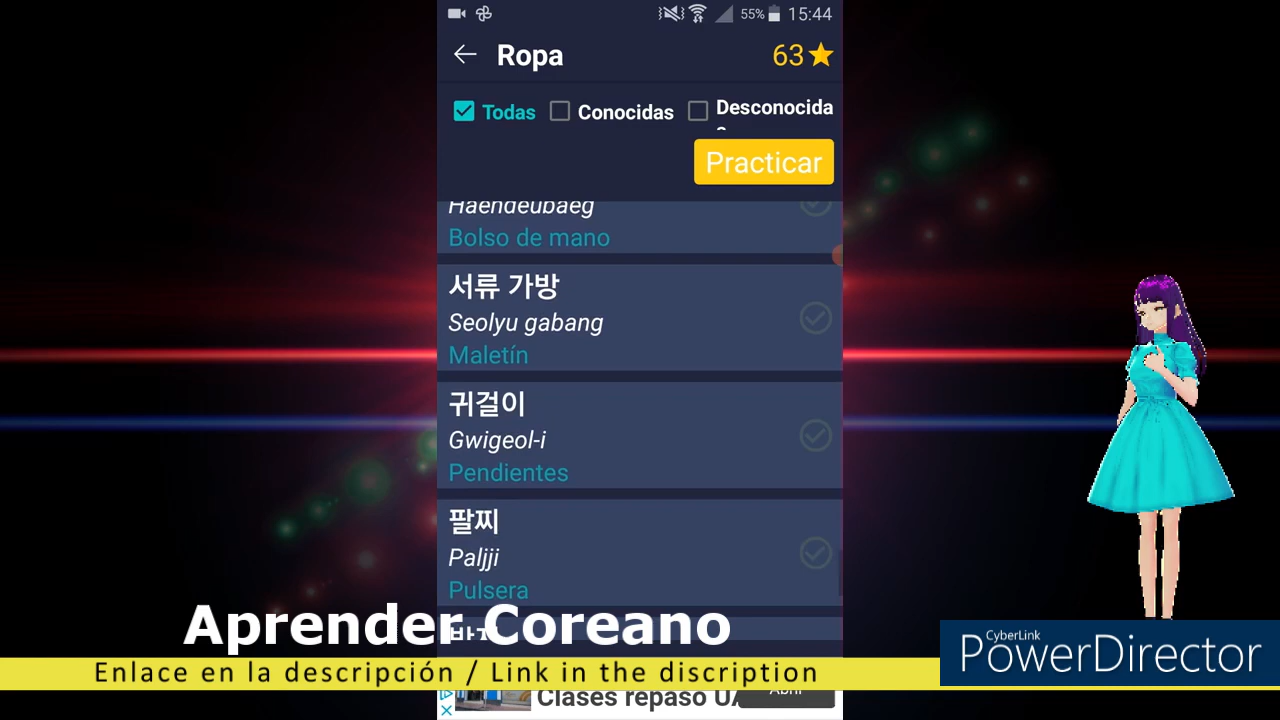 55% 15:44
Ropa 63
Todas Conocidas Desconocida
Practicar
Haendeubaeg
Bolso de mano
서류 가방
Seolyu gabang
Maletín
귀걸이
Gwigeol-i
Pendientes
팔찌
Paljji
Pulsera
Aprender Coreano
Enlace en la descripción / Link in the discription
CyberLink
PowerDirector
Clases repaso UA
Abrir